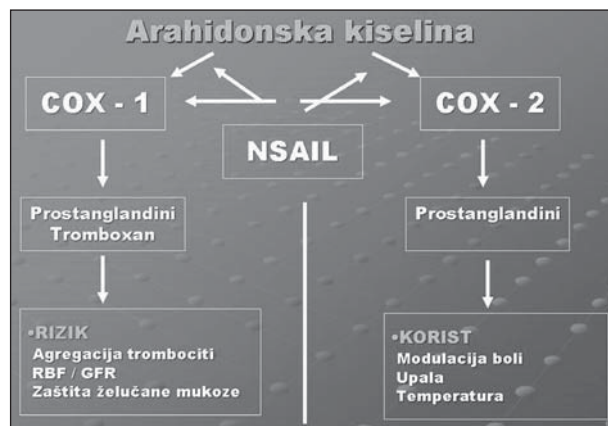 Arahidonska kiselina
COX - 1
COX - 2
NSAIL
Prostanglandini
Tromboxan
Prostanglandini
•RIZIK
Agregacija trombociti
RBF / GFR
Zaštita želučane mukoze
•KORIST
Modulacija boli
Upala
Temperatura